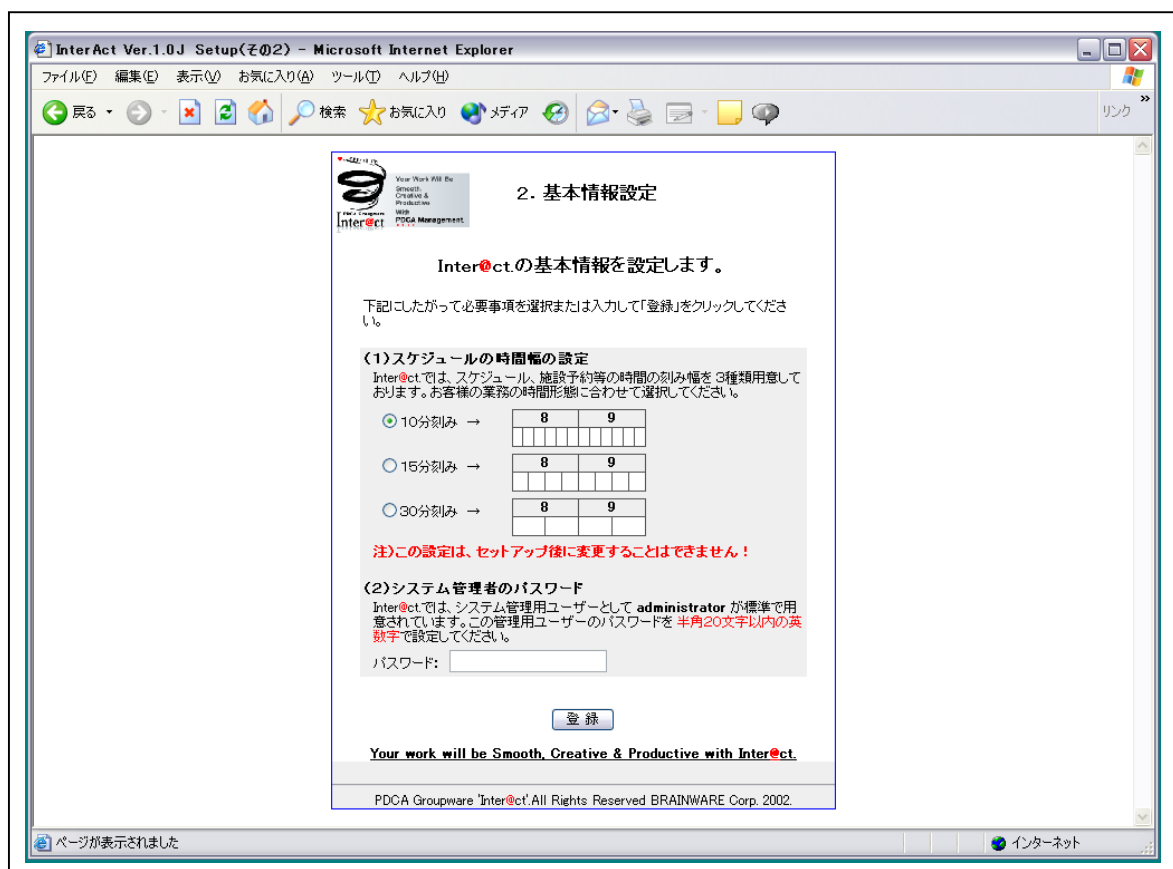 InterAct Ver.1.0J Setup(その2) - Microsoft Internet Explorer
ファイル(F) 編集(E) 表示(V) お気に入り(A) ツール(T) ヘルプ(H)
戻る 検索 お気に入り メディア リンク »
Your Work Will Be
Smooth,
Creative &
Productive
With
PDCA Management.
PDCA Groupware
Inter@ct
2. 基本情報設定
Inter@ct.の基本情報を設定します。
下記にしたがって必要事項を選択または入力して「登録」をクリックしてくださ
い。
(1)スケジュールの時間幅の設定
Inter@ct.では、スケジュール、施設予約等の時間の刻み幅を3種類用意して
おります。お客様の業務の時間形態に合わせて選択してください。
10分刻み → 8 9
15分刻み → 8 9
30分刻み → 8 9
注)この設定は、セットアップ後に変更することはできません！
(2)システム管理者のパスワード
Inter@ct.では、システム管理用ユーザーとして administrator が標準で用
意されています。この管理用ユーザーのパスワードを 半角20文字以内の英
数字で設定してください。
パスワード:
登録
Your work will be Smooth, Creative & Productive with Inter@ct.
PDCA Groupware 'Inter@ct'.All Rights Reserved BRAINWARE Corp. 2002.
ページが表示されました インターネット